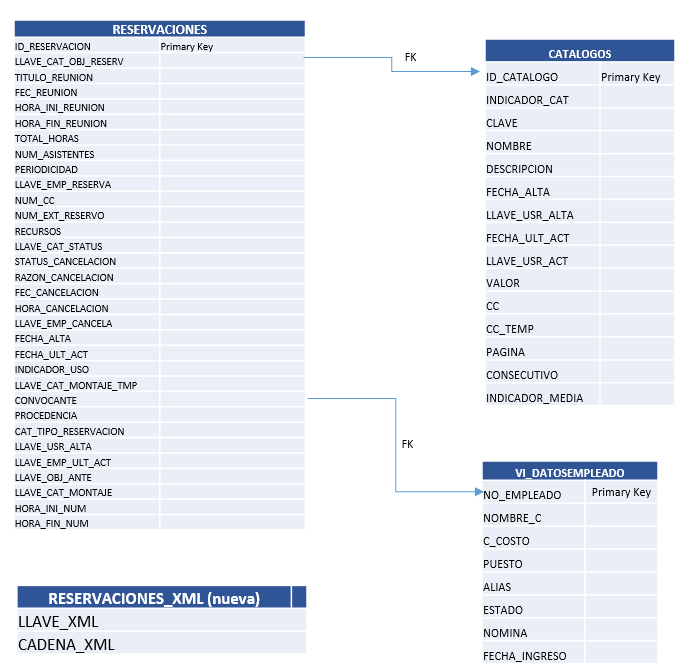 RESERVACIONES
ID_RESERVACION Primary Key
LLAVE_CAT_OBJ_RESERV
TITULO_REUNION
FEC_REUNION
HORA_INI_REUNION
HORA_FIN_REUNION
TOTAL_HORAS
NUM_ASISTENTES
PERIODICIDAD
LLAVE_EMP_RESERVA
NUM_CC
NUM_EXT_RESERVO
RECURSOS
LLAVE_CAT_STATUS
STATUS_CANCELACION
RAZON_CANCELACION
FEC_CANCELACION
HORA_CANCELACION
LLAVE_EMP_CANCELA
FECHA_ALTA
FECHA_ULT_ACT
INDICADOR_USO
LLAVE_CAT_MONTAJE_TMP
CONVOCANTE
PROCEDENCIA
CAT_TIPO_RESERVACION
LLAVE_USR_ALTA
LLAVE_EMP_ULT_ACT
LLAVE_OBJ_ANTE
LLAVE_CAT_MONTAJE
HORA_INI_NUM
HORA_FIN_NUM
FK
CATALOGOS
ID_CATALOGO Primary Key
INDICADOR_CAT
CLAVE
NOMBRE
DESCRIPCION
FECHA_ALTA
LLAVE_USR_ALTA
FECHA_ULT_ACT
LLAVE_USR_ACT
VALOR
CC
CC_TEMP
PAGINA
CONSECUTIVO
INDICADOR_MEDIA
FK
VI_DATOSEMPLEADO
NO_EMPLEADO Primary Key
NOMBRE_C
C_COSTO
PUESTO
ALIAS
ESTADO
NOMINA
FECHA_INGRESO
RESERVACIONES_XML (nueva)
LLAVE_XML
CADENA_XML